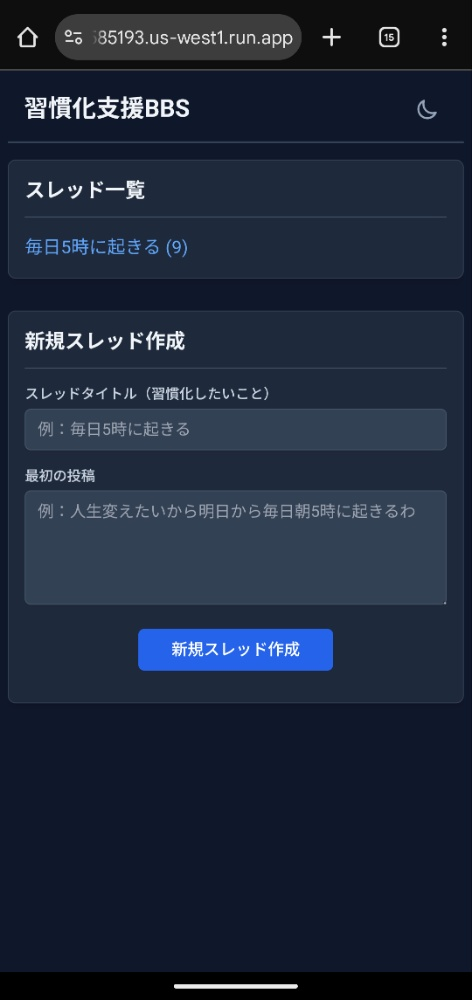 85193.us-west1.run.app
15
習慣化支援BBS
スレッド一覧
毎日5時に起きる (9)
新規スレッド作成
スレッドタイトル（習慣化したいこと）
例：毎日5時に起きる
最初の投稿
例：人生変えたいから明日から毎日朝5時に起きるわ
新規スレッド作成